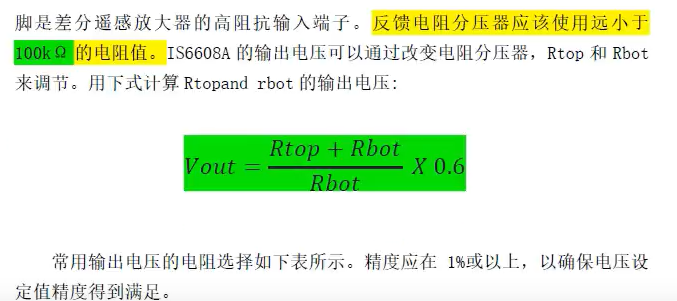 脚是差分遥感放大器的高阻抗输入端子。反馈电阻分压器应该使用远小于
100kΩ的电阻值。IS6608A 的输出电压可以通过改变电阻分压器，Rtop 和 Rbot
来调节。用下式计算 Rtopand rbot 的输出电压:
Vout = (Rtop + Rbot) / Rbot X 0.6
常用输出电压的电阻选择如下表所示。精度应在 1%或以上，以确保电压设
定值精度得到满足。